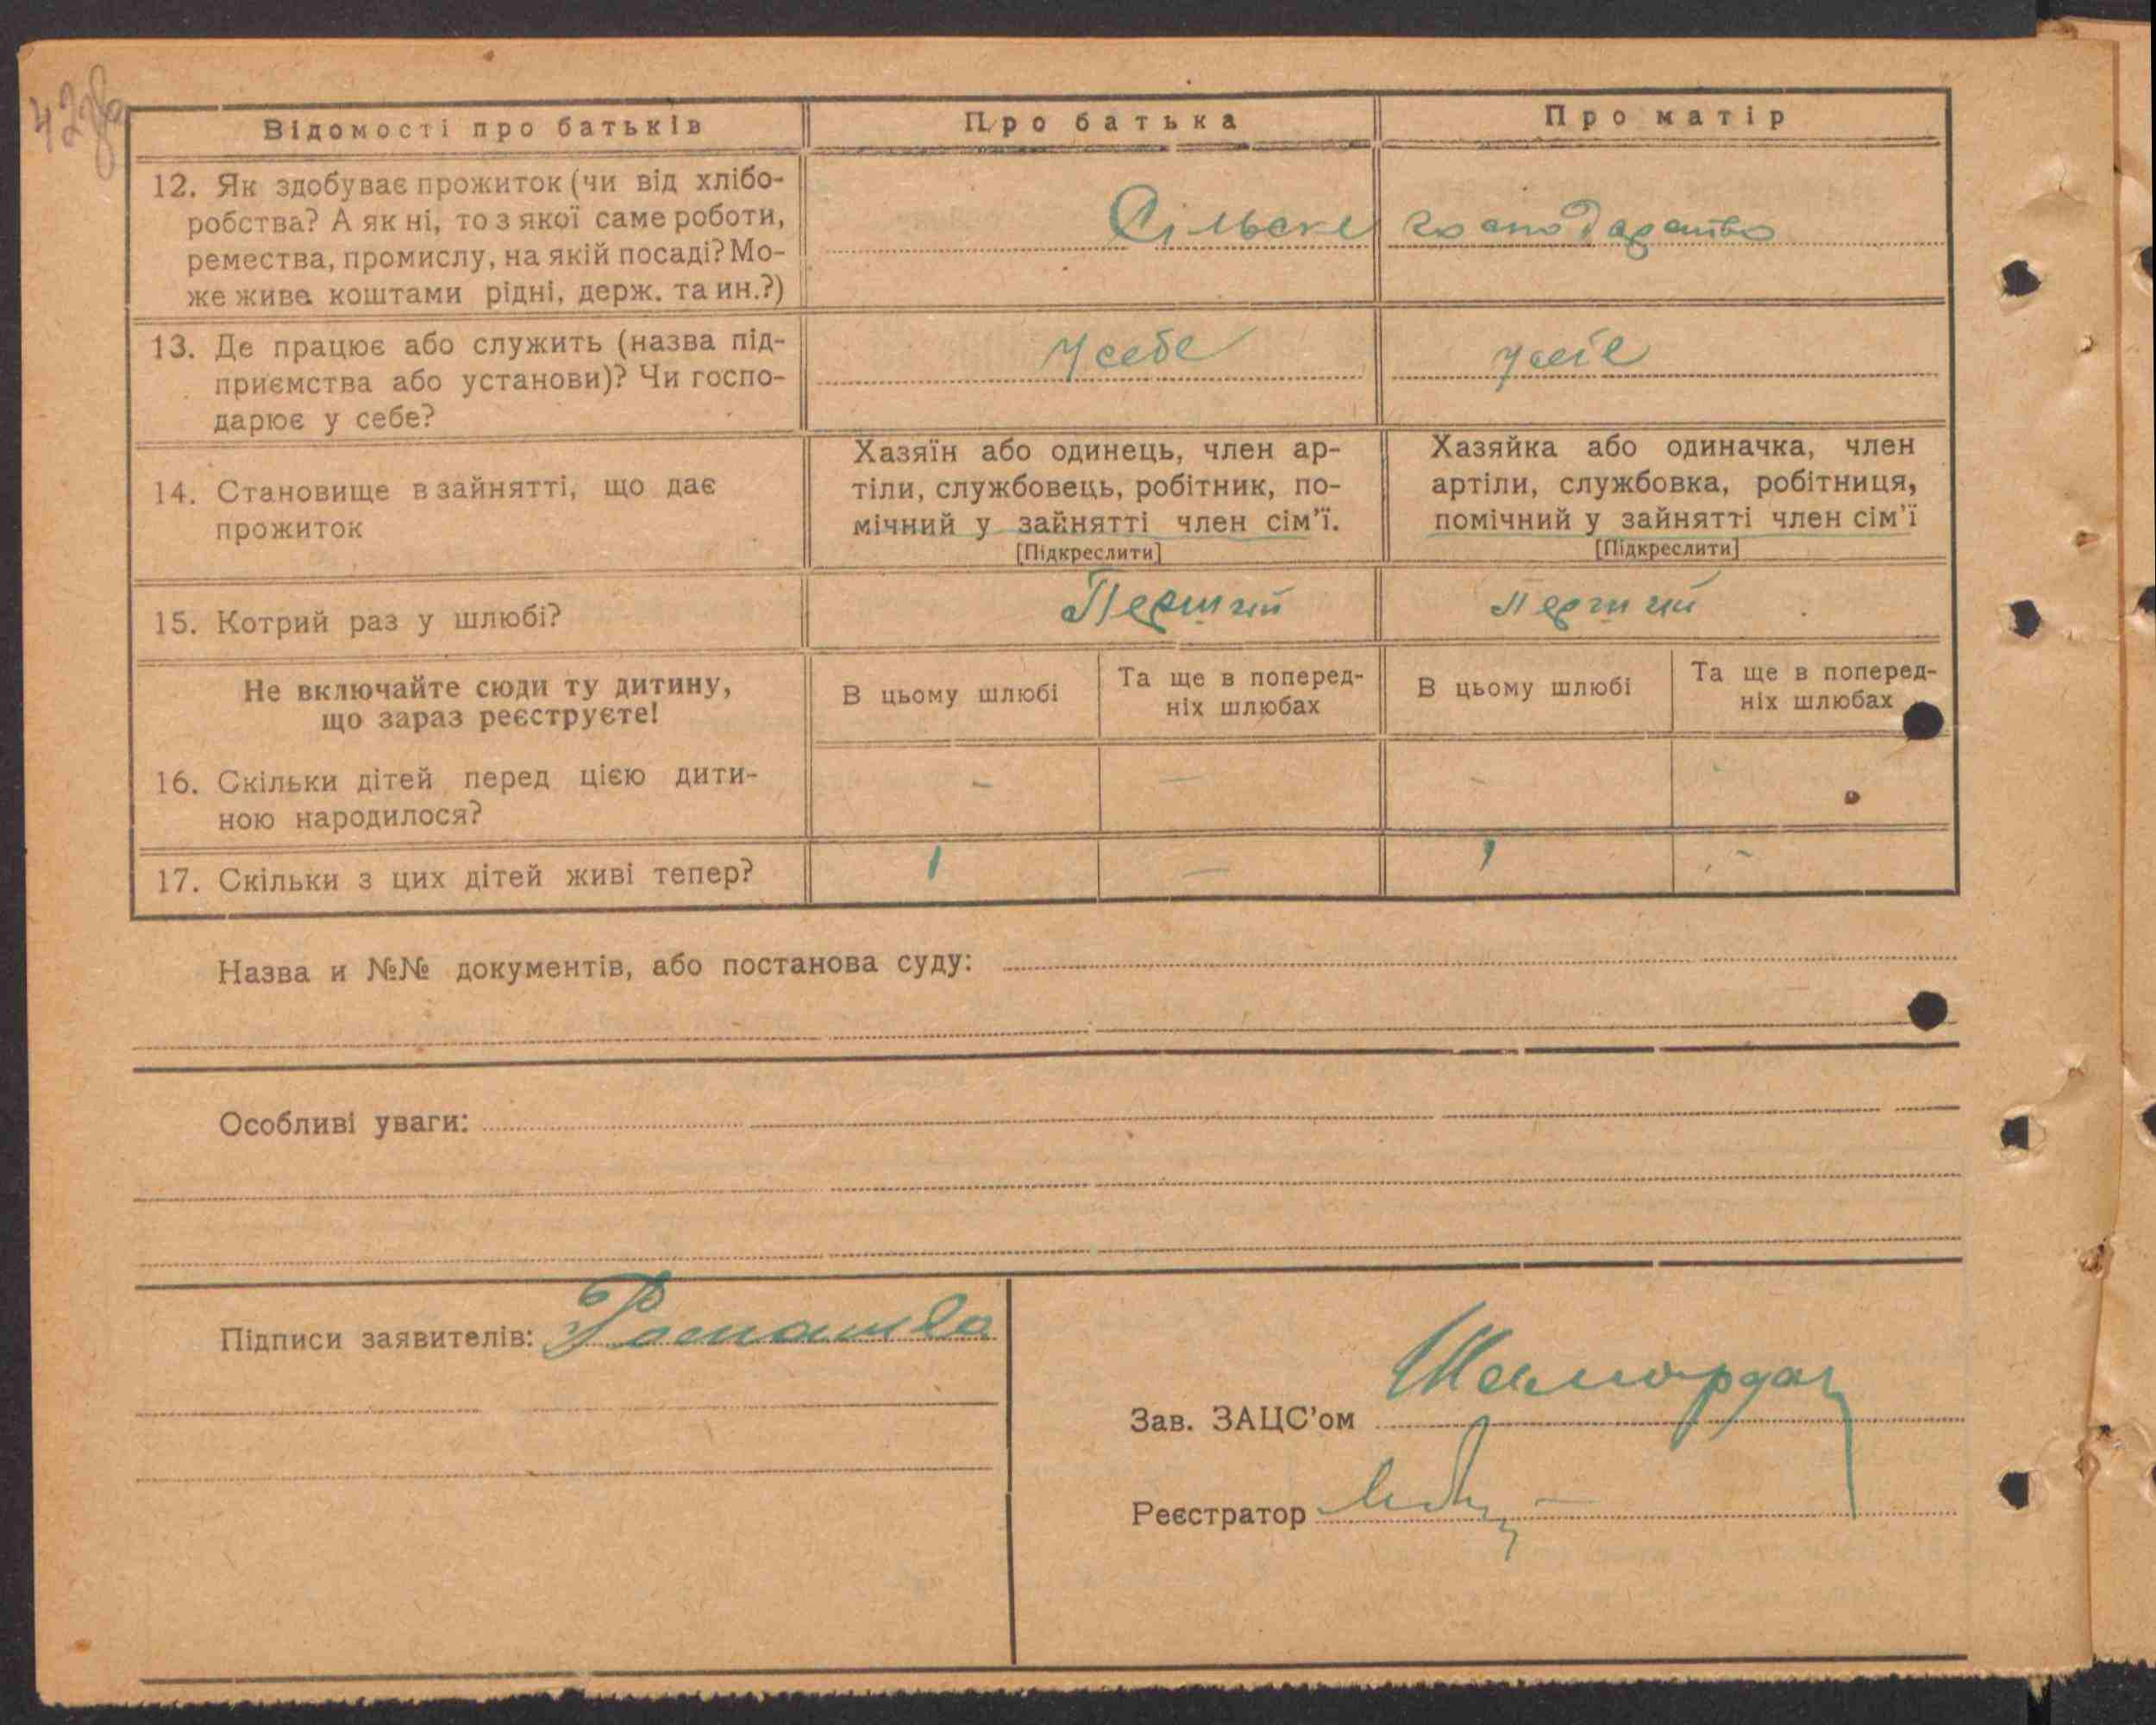 Відомості про батьків
Про батька
Про матір
12. Як здобуває прожиток (чи від хлібо-
робства? А як ні, то з якої саме роботи,
ремества, промислу, на якій посаді? Мо-
же живе коштами рідні, держ. та ин.?)
Сільске господарство
13. Де працює або служить (назва під-
приємства або установи)? Чи госпо-
дарює у себе?
У себе
у себе
14. Становище в зайнятті, що дає
прожиток
Хазяїн або одинець, член ар-
тіли, службовець, робітник, по-
мічний у зайнятті член сім'ї.
[Підкреслити]
Хазяйка або одиначка, член
артіли, службовка, робітниця,
помічний у зайнятті член сім'ї
[Підкреслити]
15. Котрий раз у шлюбі?
Перший
перший
Не включайте сюди ту дитину,
що зараз реєструєте!
В цьому шлюбі
Та ще в поперед-
ніх шлюбах
В цьому шлюбі
Та ще в поперед-
ніх шлюбах
16. Скільки дітей перед цією дити-
ною народилося?
- — - -
17. Скільки з цих дітей живі тепер?
1 — 1 -
Назва и №№ документів, або постанова суду:
Особливі уваги:
Підписи заявителів:
Зав. ЗАЦС'ом
Реєстратор